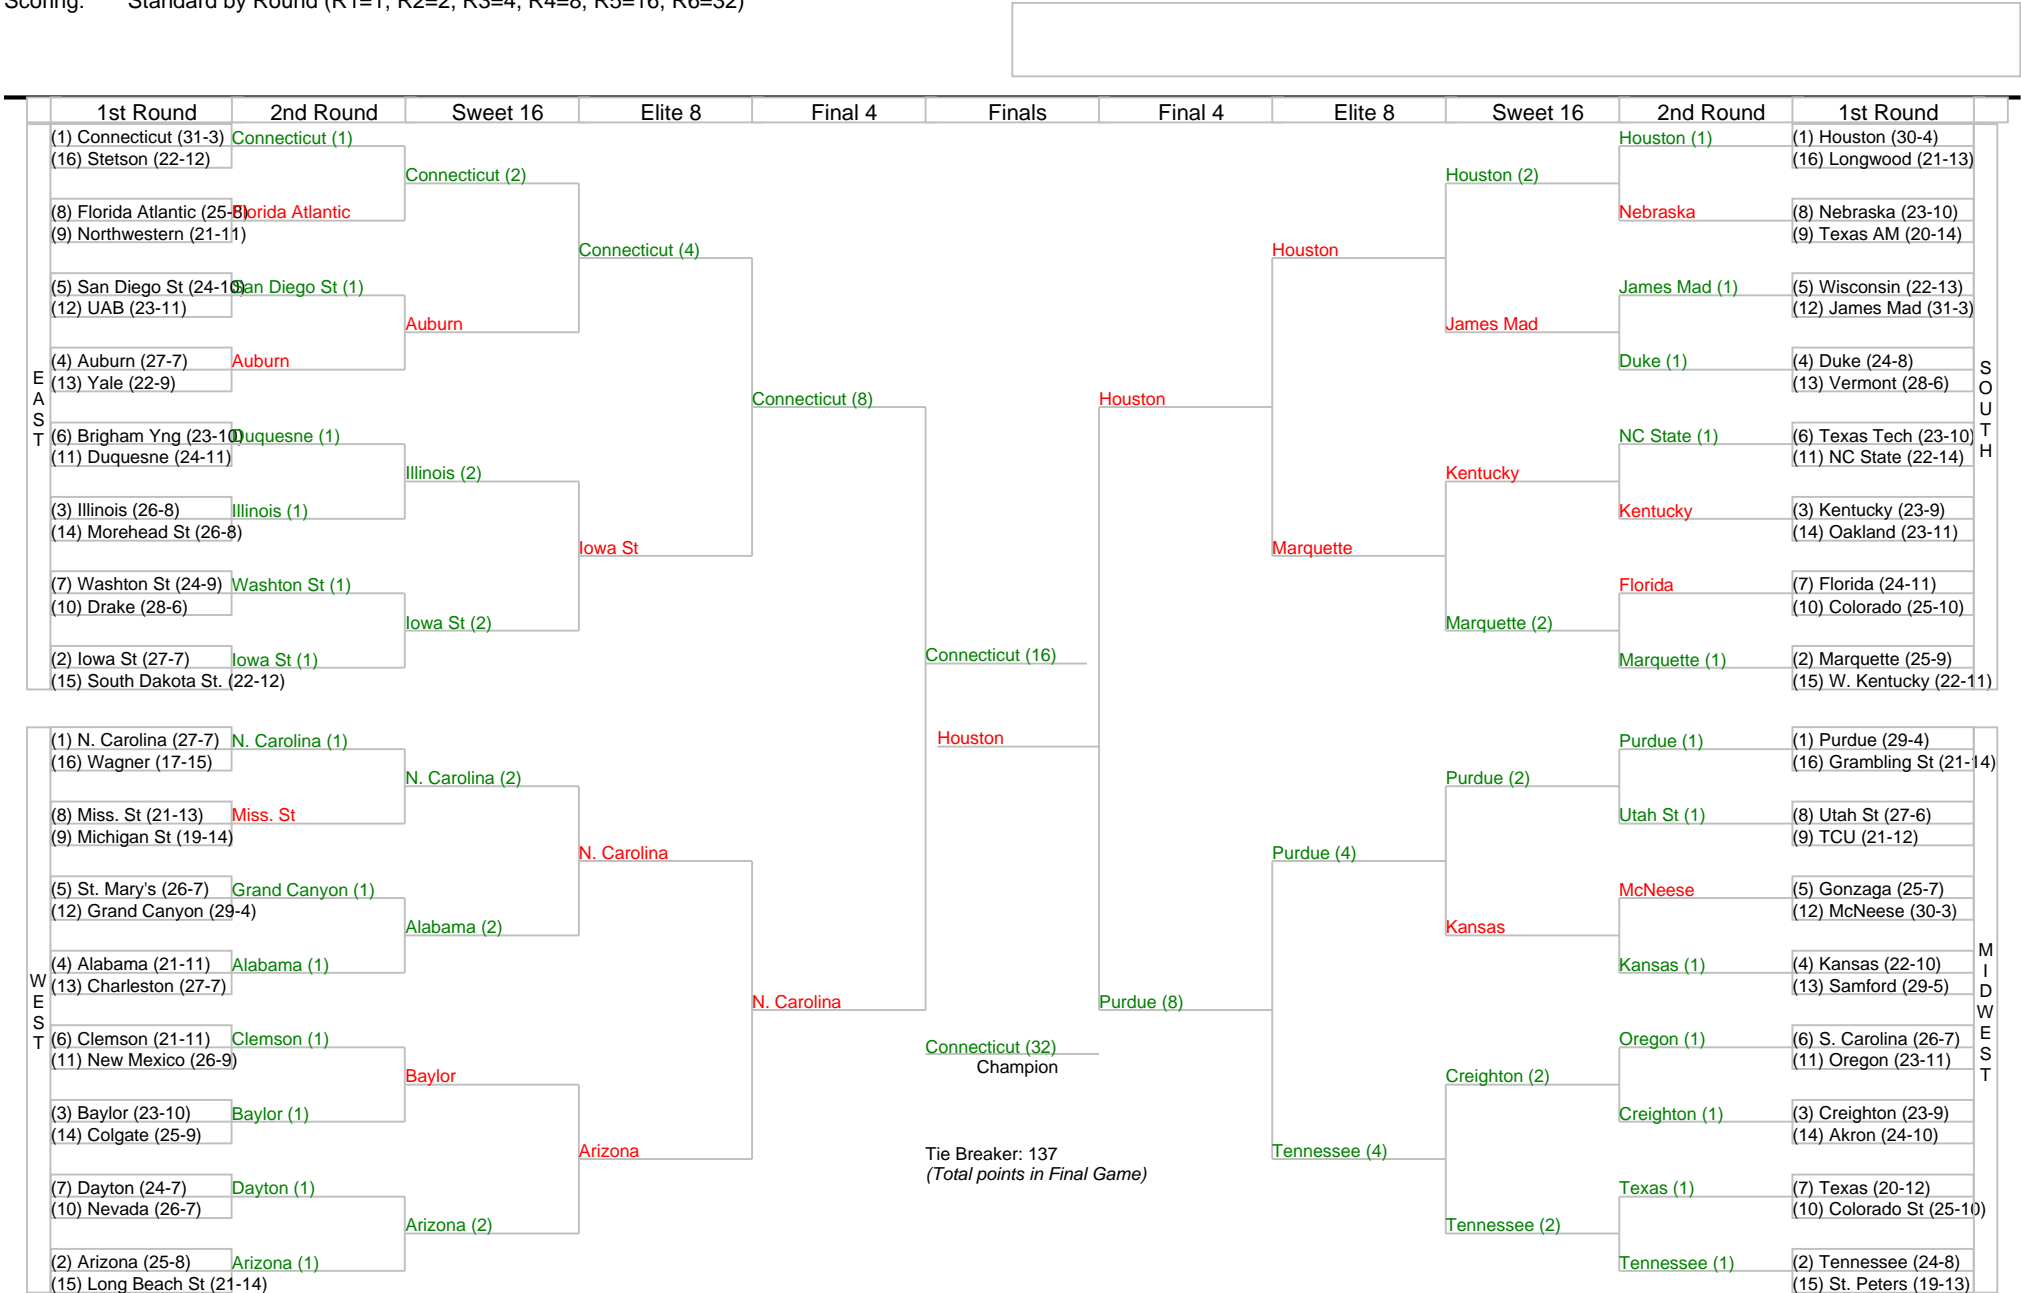 Scoring: Standard by Round (R1=1, R2=2, R3=4, R4=8, R5=16, R6=32)
1st Round 2nd Round Sweet 16 Elite 8 Final 4 Finals Final 4 Elite 8 Sweet 16 2nd Round 1st Round
EAST
(1) Connecticut (31-3)
(16) Stetson (22-12)
(8) Florida Atlantic (25-8)
(9) Northwestern (21-11)
(5) San Diego St (24-10)
(12) UAB (23-11)
(4) Auburn (27-7)
(13) Yale (22-9)
(6) Brigham Yng (23-10)
(11) Duquesne (24-11)
(3) Illinois (26-8)
(14) Morehead St (26-8)
(7) Washton St (24-9)
(10) Drake (28-6)
(2) Iowa St (27-7)
(15) South Dakota St. (22-12)
Connecticut (1)
Florida Atlantic
San Diego St (1)
Auburn
Duquesne (1)
Illinois (1)
Washton St (1)
Iowa St (1)
Connecticut (2)
Auburn
Illinois (2)
Iowa St (2)
Connecticut (4)
Iowa St
Connecticut (8)
WEST
(1) N. Carolina (27-7)
(16) Wagner (17-15)
(8) Miss. St (21-13)
(9) Michigan St (19-14)
(5) St. Mary's (26-7)
(12) Grand Canyon (29-4)
(4) Alabama (21-11)
(13) Charleston (27-7)
(6) Clemson (21-11)
(11) New Mexico (26-9)
(3) Baylor (23-10)
(14) Colgate (25-9)
(7) Dayton (24-7)
(10) Nevada (26-7)
(2) Arizona (25-8)
(15) Long Beach St (21-14)
N. Carolina (1)
Miss. St
Grand Canyon (1)
Alabama (1)
Clemson (1)
Baylor (1)
Dayton (1)
Arizona (1)
N. Carolina (2)
Alabama (2)
Baylor
Arizona (2)
N. Carolina
Arizona
N. Carolina
Connecticut (16)
Houston
Connecticut (32)
Champion
Tie Breaker: 137
(Total points in Final Game)
Houston
Houston
Marquette
Houston (2)
James Mad
Kentucky
Marquette (2)
Houston (1)
Nebraska
James Mad (1)
Duke (1)
NC State (1)
Kentucky
Florida
Marquette (1)
(1) Houston (30-4)
(16) Longwood (21-13)
(8) Nebraska (23-10)
(9) Texas AM (20-14)
(5) Wisconsin (22-13)
(12) James Mad (31-3)
(4) Duke (24-8)
(13) Vermont (28-6)
(6) Texas Tech (23-10)
(11) NC State (22-14)
(3) Kentucky (23-9)
(14) Oakland (23-11)
(7) Florida (24-11)
(10) Colorado (25-10)
(2) Marquette (25-9)
(15) W. Kentucky (22-11)
SOUTH
Purdue (8)
Purdue (4)
Tennessee (4)
Purdue (2)
Kansas
Creighton (2)
Tennessee (2)
Purdue (1)
Utah St (1)
McNeese
Kansas (1)
Oregon (1)
Creighton (1)
Texas (1)
Tennessee (1)
(1) Purdue (29-4)
(16) Grambling St (21-14)
(8) Utah St (27-6)
(9) TCU (21-12)
(5) Gonzaga (25-7)
(12) McNeese (30-3)
(4) Kansas (22-10)
(13) Samford (29-5)
(6) S. Carolina (26-7)
(11) Oregon (23-11)
(3) Creighton (23-9)
(14) Akron (24-10)
(7) Texas (20-12)
(10) Colorado St (25-10)
(2) Tennessee (24-8)
(15) St. Peters (19-13)
MIDWEST